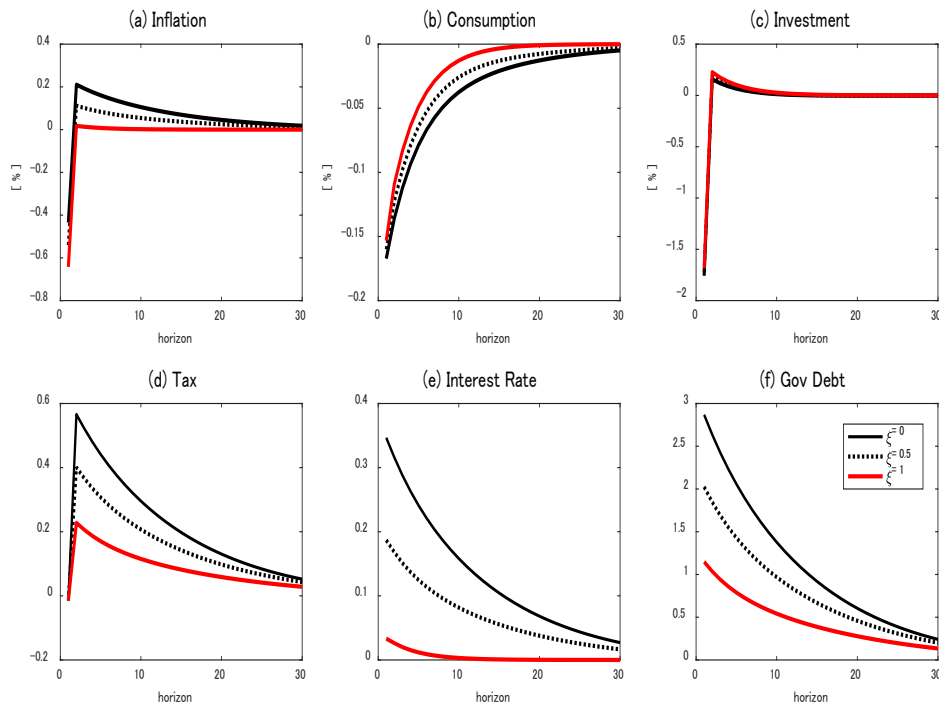 (a) Inflation
(b) Consumption
(c) Investment
0.4
0.2
0
-0.2
-0.4
-0.6
-0.8
[ % ]
0 10 20 30
horizon
0
-0.05
-0.1
-0.15
-0.2
[ % ]
0 10 20 30
horizon
0.5
0
-0.5
-1
-1.5
-2
[ % ]
0 10 20 30
horizon
(d) Tax
(e) Interest Rate
(f) Gov Debt
0.6
0.4
0.2
0
-0.2
0 10 20 30
horizon
0.4
0.3
0.2
0.1
0
0 10 20 30
horizon
3
2.5
2
1.5
1
0.5
0
0 10 20 30
horizon
ξ= 0
ξ= 0.5
ξ= 1